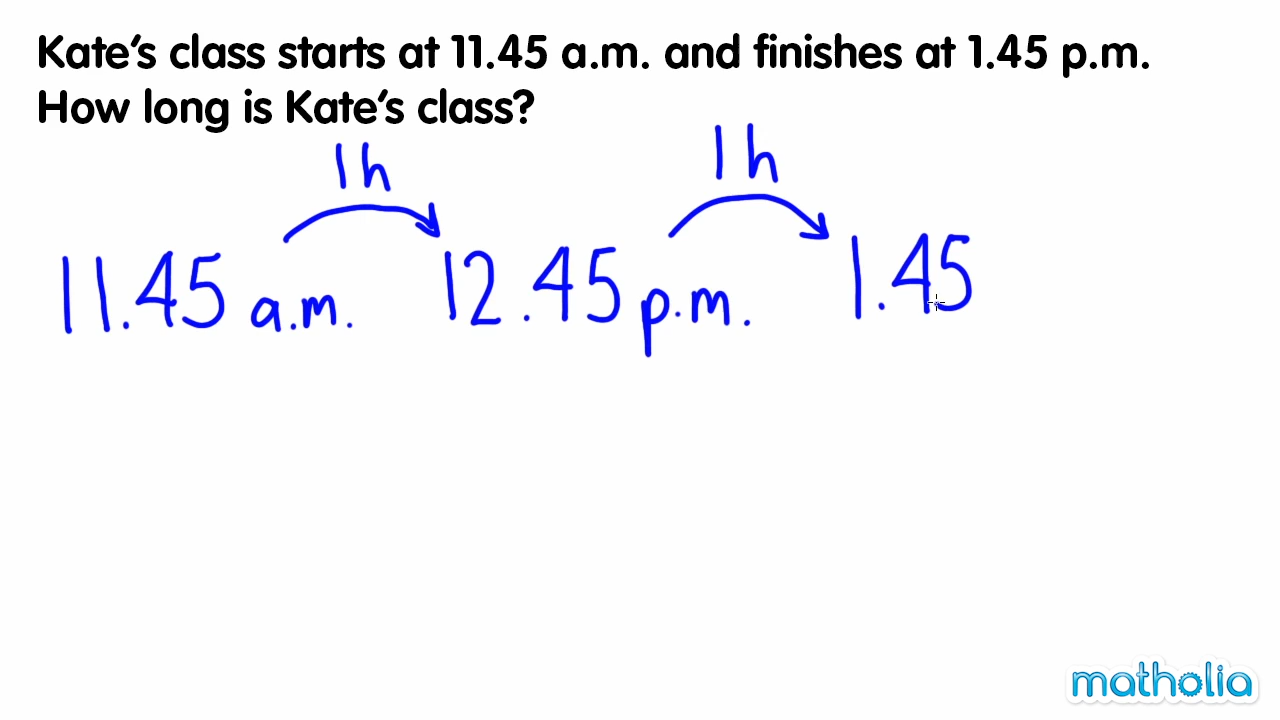 Kate's class starts at 11.45 a.m. and finishes at 1.45 p.m.
How long is Kate's class?
1h 1h
11.45 a.m. 12.45 p.m. 1.45
matholia